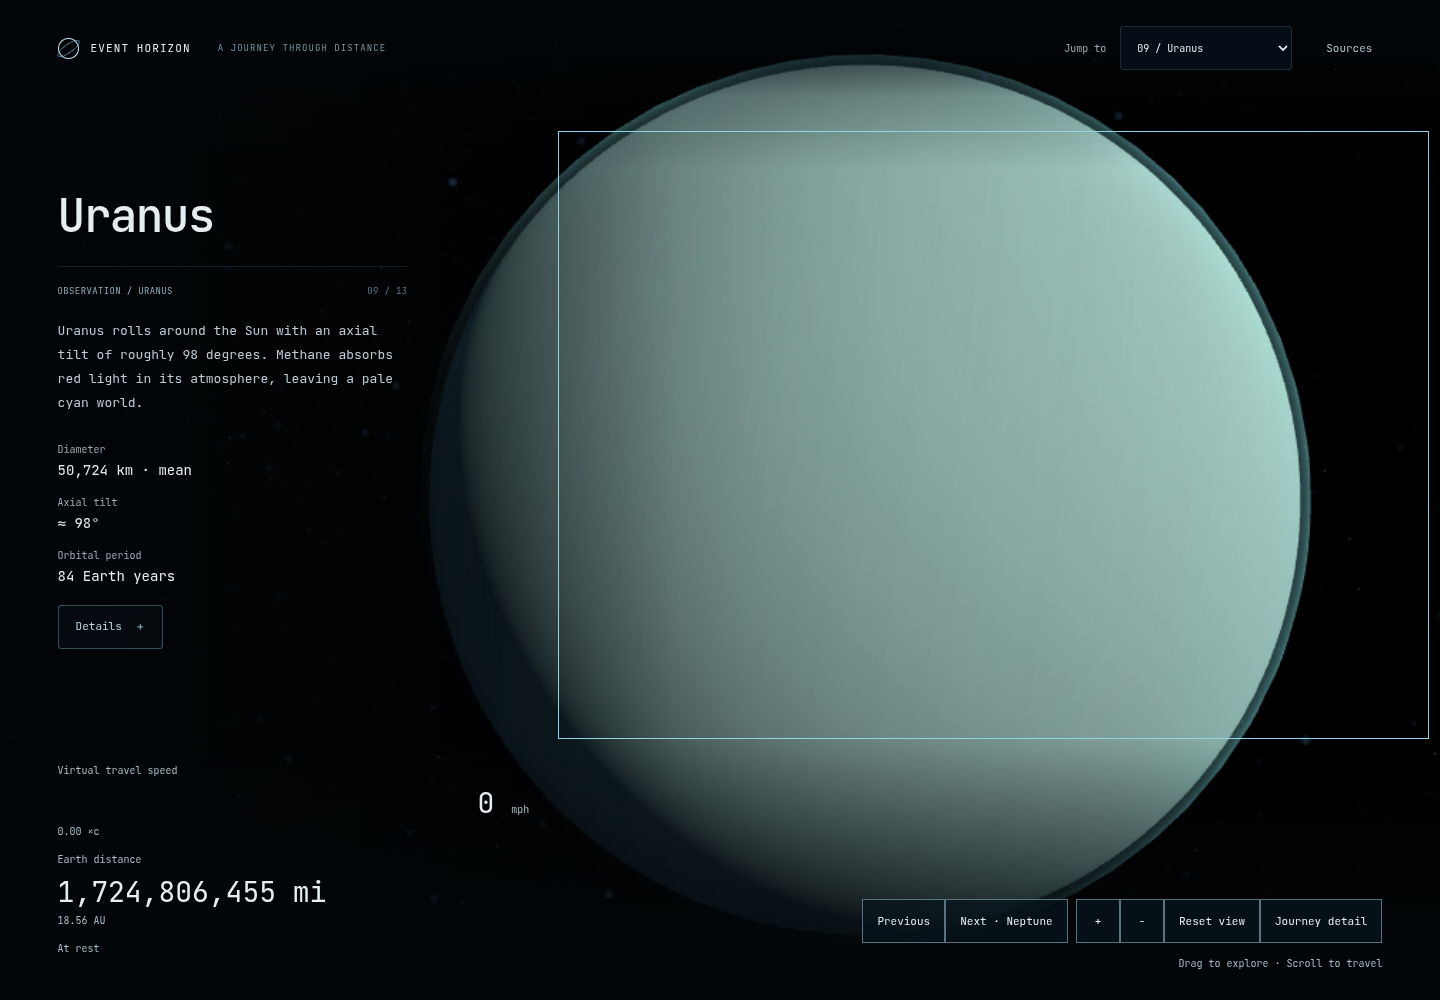 EVENT HORIZON
A JOURNEY THROUGH DISTANCE
Jump to
09 / Uranus
Sources
Uranus
OBSERVATION / URANUS
09 / 13
Uranus rolls around the Sun with an axial
tilt of roughly 98 degrees. Methane absorbs
red light in its atmosphere, leaving a pale
cyan world.
Diameter
50,724 km · mean
Axial tilt
≈ 98°
Orbital period
84 Earth years
Details +
Virtual travel speed
0 mph
0.00 ×c
Earth distance
1,724,806,455 mi
18.56 AU
At rest
Previous
Next · Neptune
+
-
Reset view
Journey detail
Drag to explore · Scroll to travel